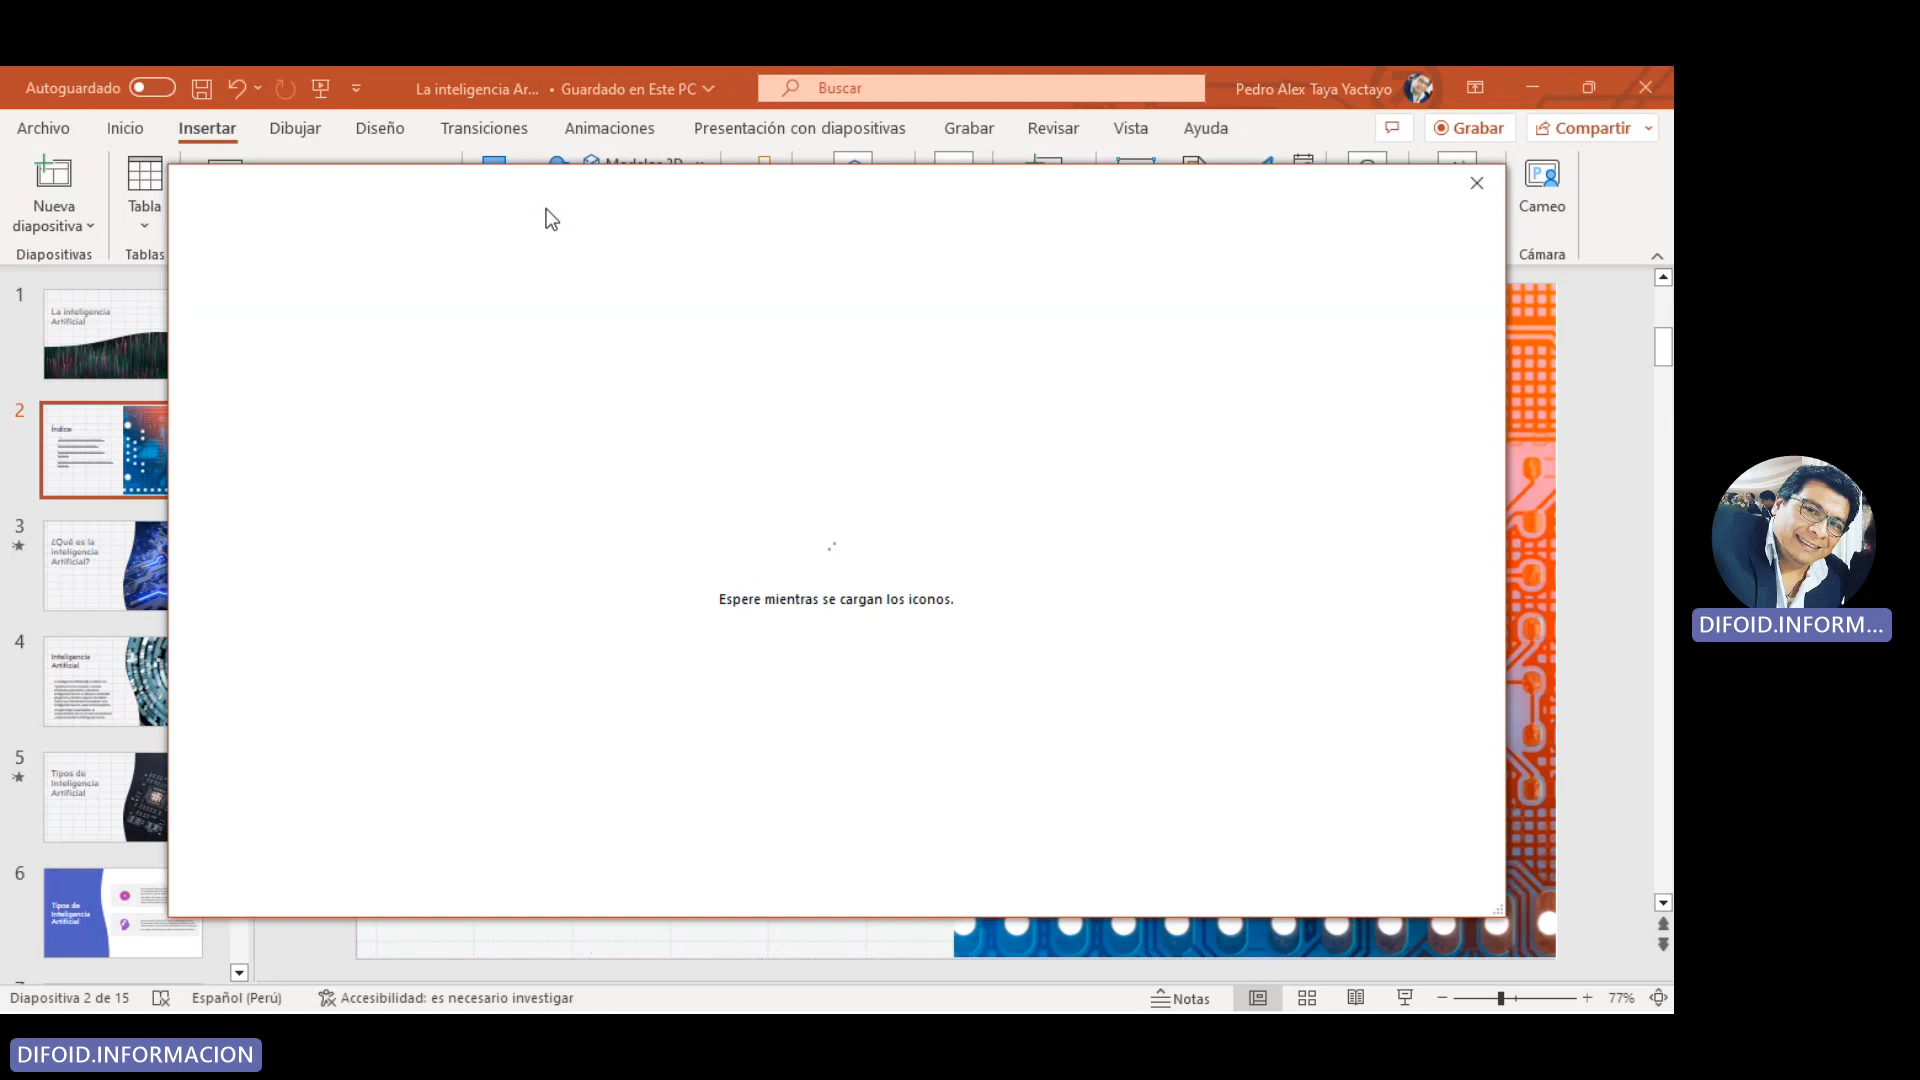 Autoguardado
La inteligencia Ar... • Guardado en Este PC
Buscar
Pedro Alex Taya Yactayo
Archivo Inicio Insertar Dibujar Diseño Transiciones Animaciones Presentación con diapositivas Grabar Revisar Vista Ayuda
Grabar
Compartir
Nueva
diapositiva
Diapositivas
Tabla
Tablas
Modelos 3D
Cameo
Cámara
1
La inteligencia
Artificial
2
Índice
3
¿Qué es la
inteligencia
Artificial?
4
Inteligencia
Artificial
5
Tipos de
Inteligencia
Artificial
6
Tipos de
Inteligencia
Artificial
Espere mientras se cargan los iconos.
DIFOID.INFORM...
Diapositiva 2 de 15
Español (Perú)
Accesibilidad: es necesario investigar
Notas
77%
DIFOID.INFORMACION